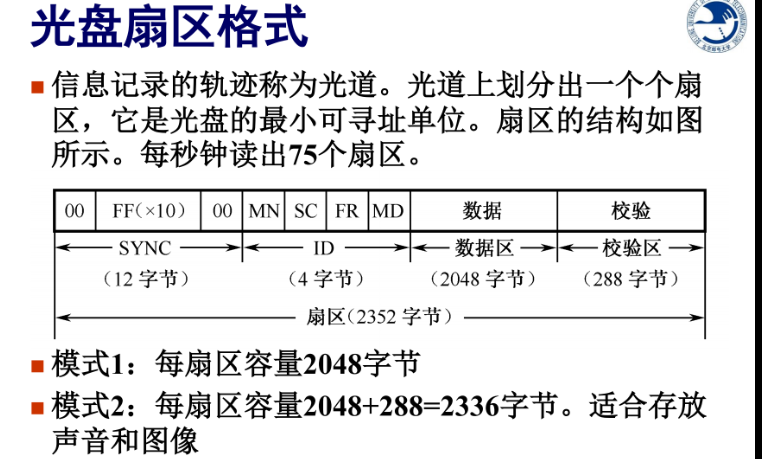 光盘扇区格式
信息记录的轨迹称为光道。光道上划分出一个个扇
区，它是光盘的最小可寻址单位。扇区的结构如图
所示。每秒钟读出75个扇区。
00 FF(×10) 00 MN SC FR MD 数据 校验
SYNC ID 数据区 校验区
（12 字节） （4 字节） （2048 字节） （288 字节）
扇区（2352 字节）
模式1：每扇区容量2048字节
模式2：每扇区容量2048+288=2336字节。适合存放
声音和图像